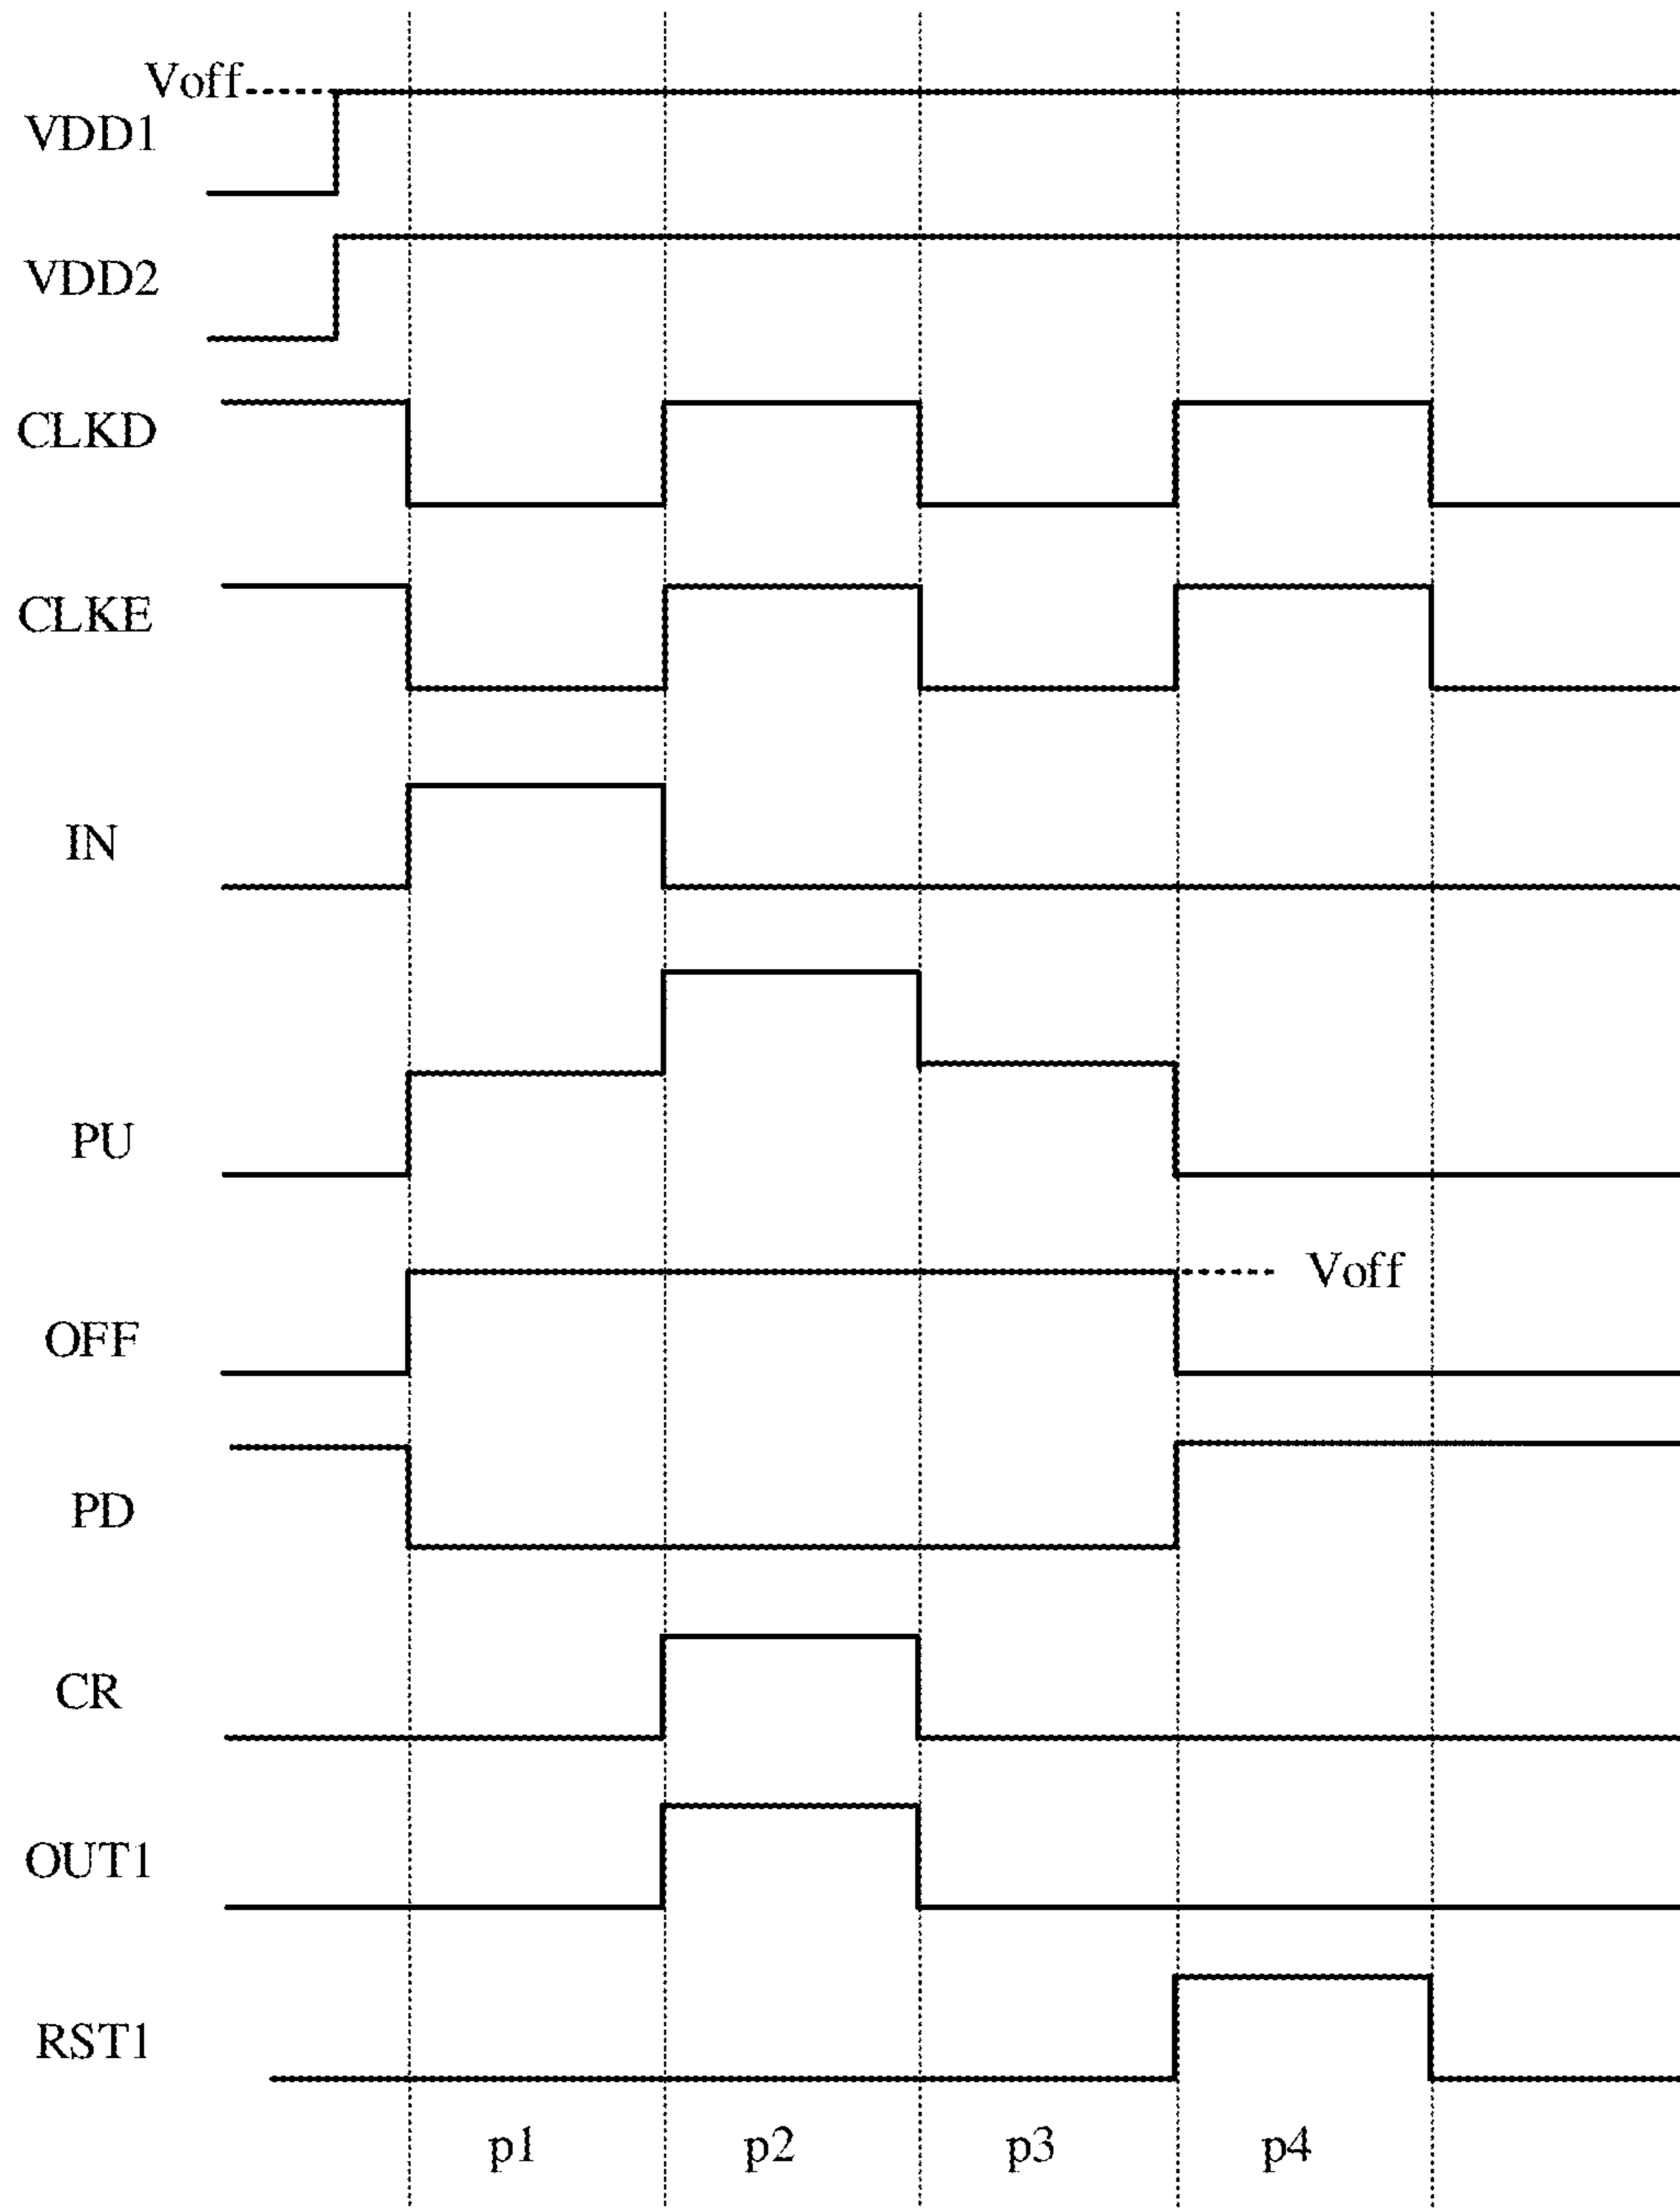 Voff
VDD1
VDD2
CLKD
CLKE
IN
PU
Voff
OFF
PD
CR
OUT1
RST1
p1 p2 p3 p4